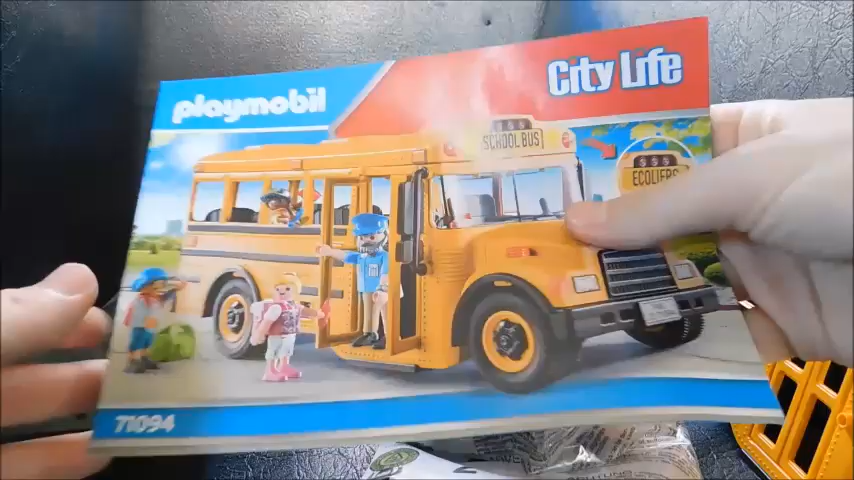 playmobil
City Life
SCHOOL BUS
ECOLIERS
71094